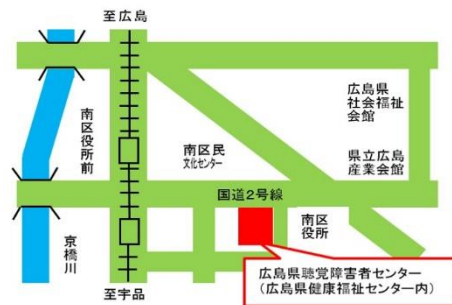 至広島
広島県
社会福祉
会館
南区役所前
南区民
文化センター
県立広島
産業会館
国道2号線
南区
役所
京橋川
広島県聴覚障害者センター
(広島県健康福祉センター内)
至宇品